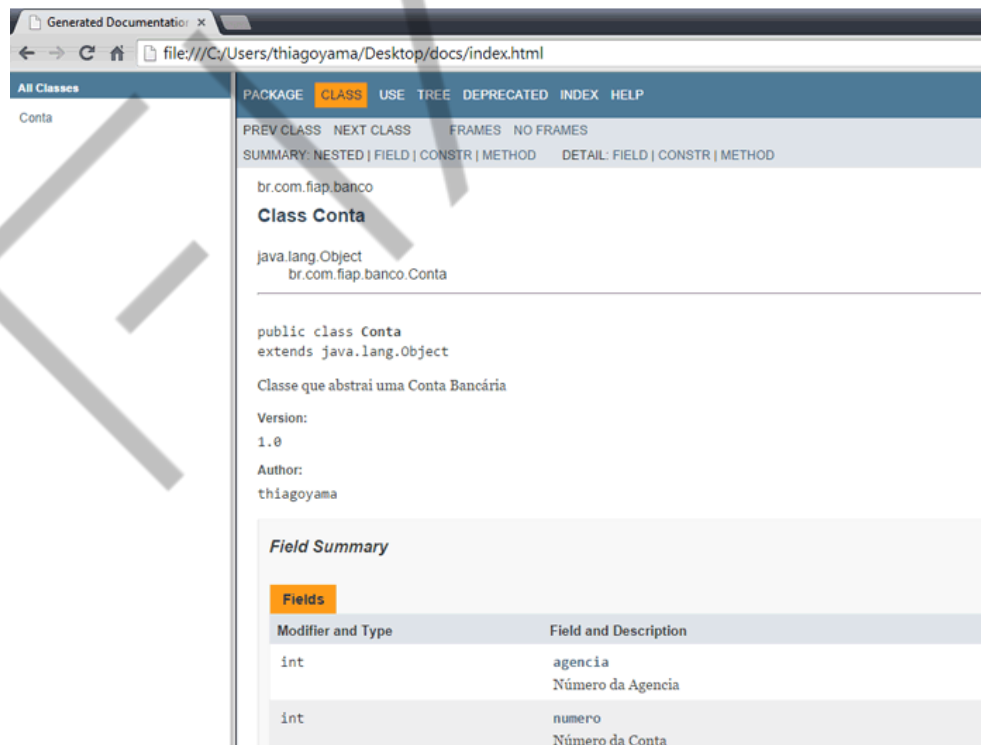 Generated Documentation ×
file:///C:/Users/thiagoyama/Desktop/docs/index.html
All Classes
Conta
PACKAGE CLASS USE TREE DEPRECATED INDEX HELP
PREV CLASS NEXT CLASS FRAMES NO FRAMES
SUMMARY: NESTED | FIELD | CONSTR | METHOD DETAIL: FIELD | CONSTR | METHOD
br.com.fiap.banco
Class Conta
java.lang.Object
br.com.fiap.banco.Conta
public class Conta
extends java.lang.Object
Classe que abstrai uma Conta Bancária
Version:
1.0
Author:
thiagoyama
Field Summary
Fields
Modifier and Type Field and Description
int agencia
Número da Agencia
int numero
Número da Conta